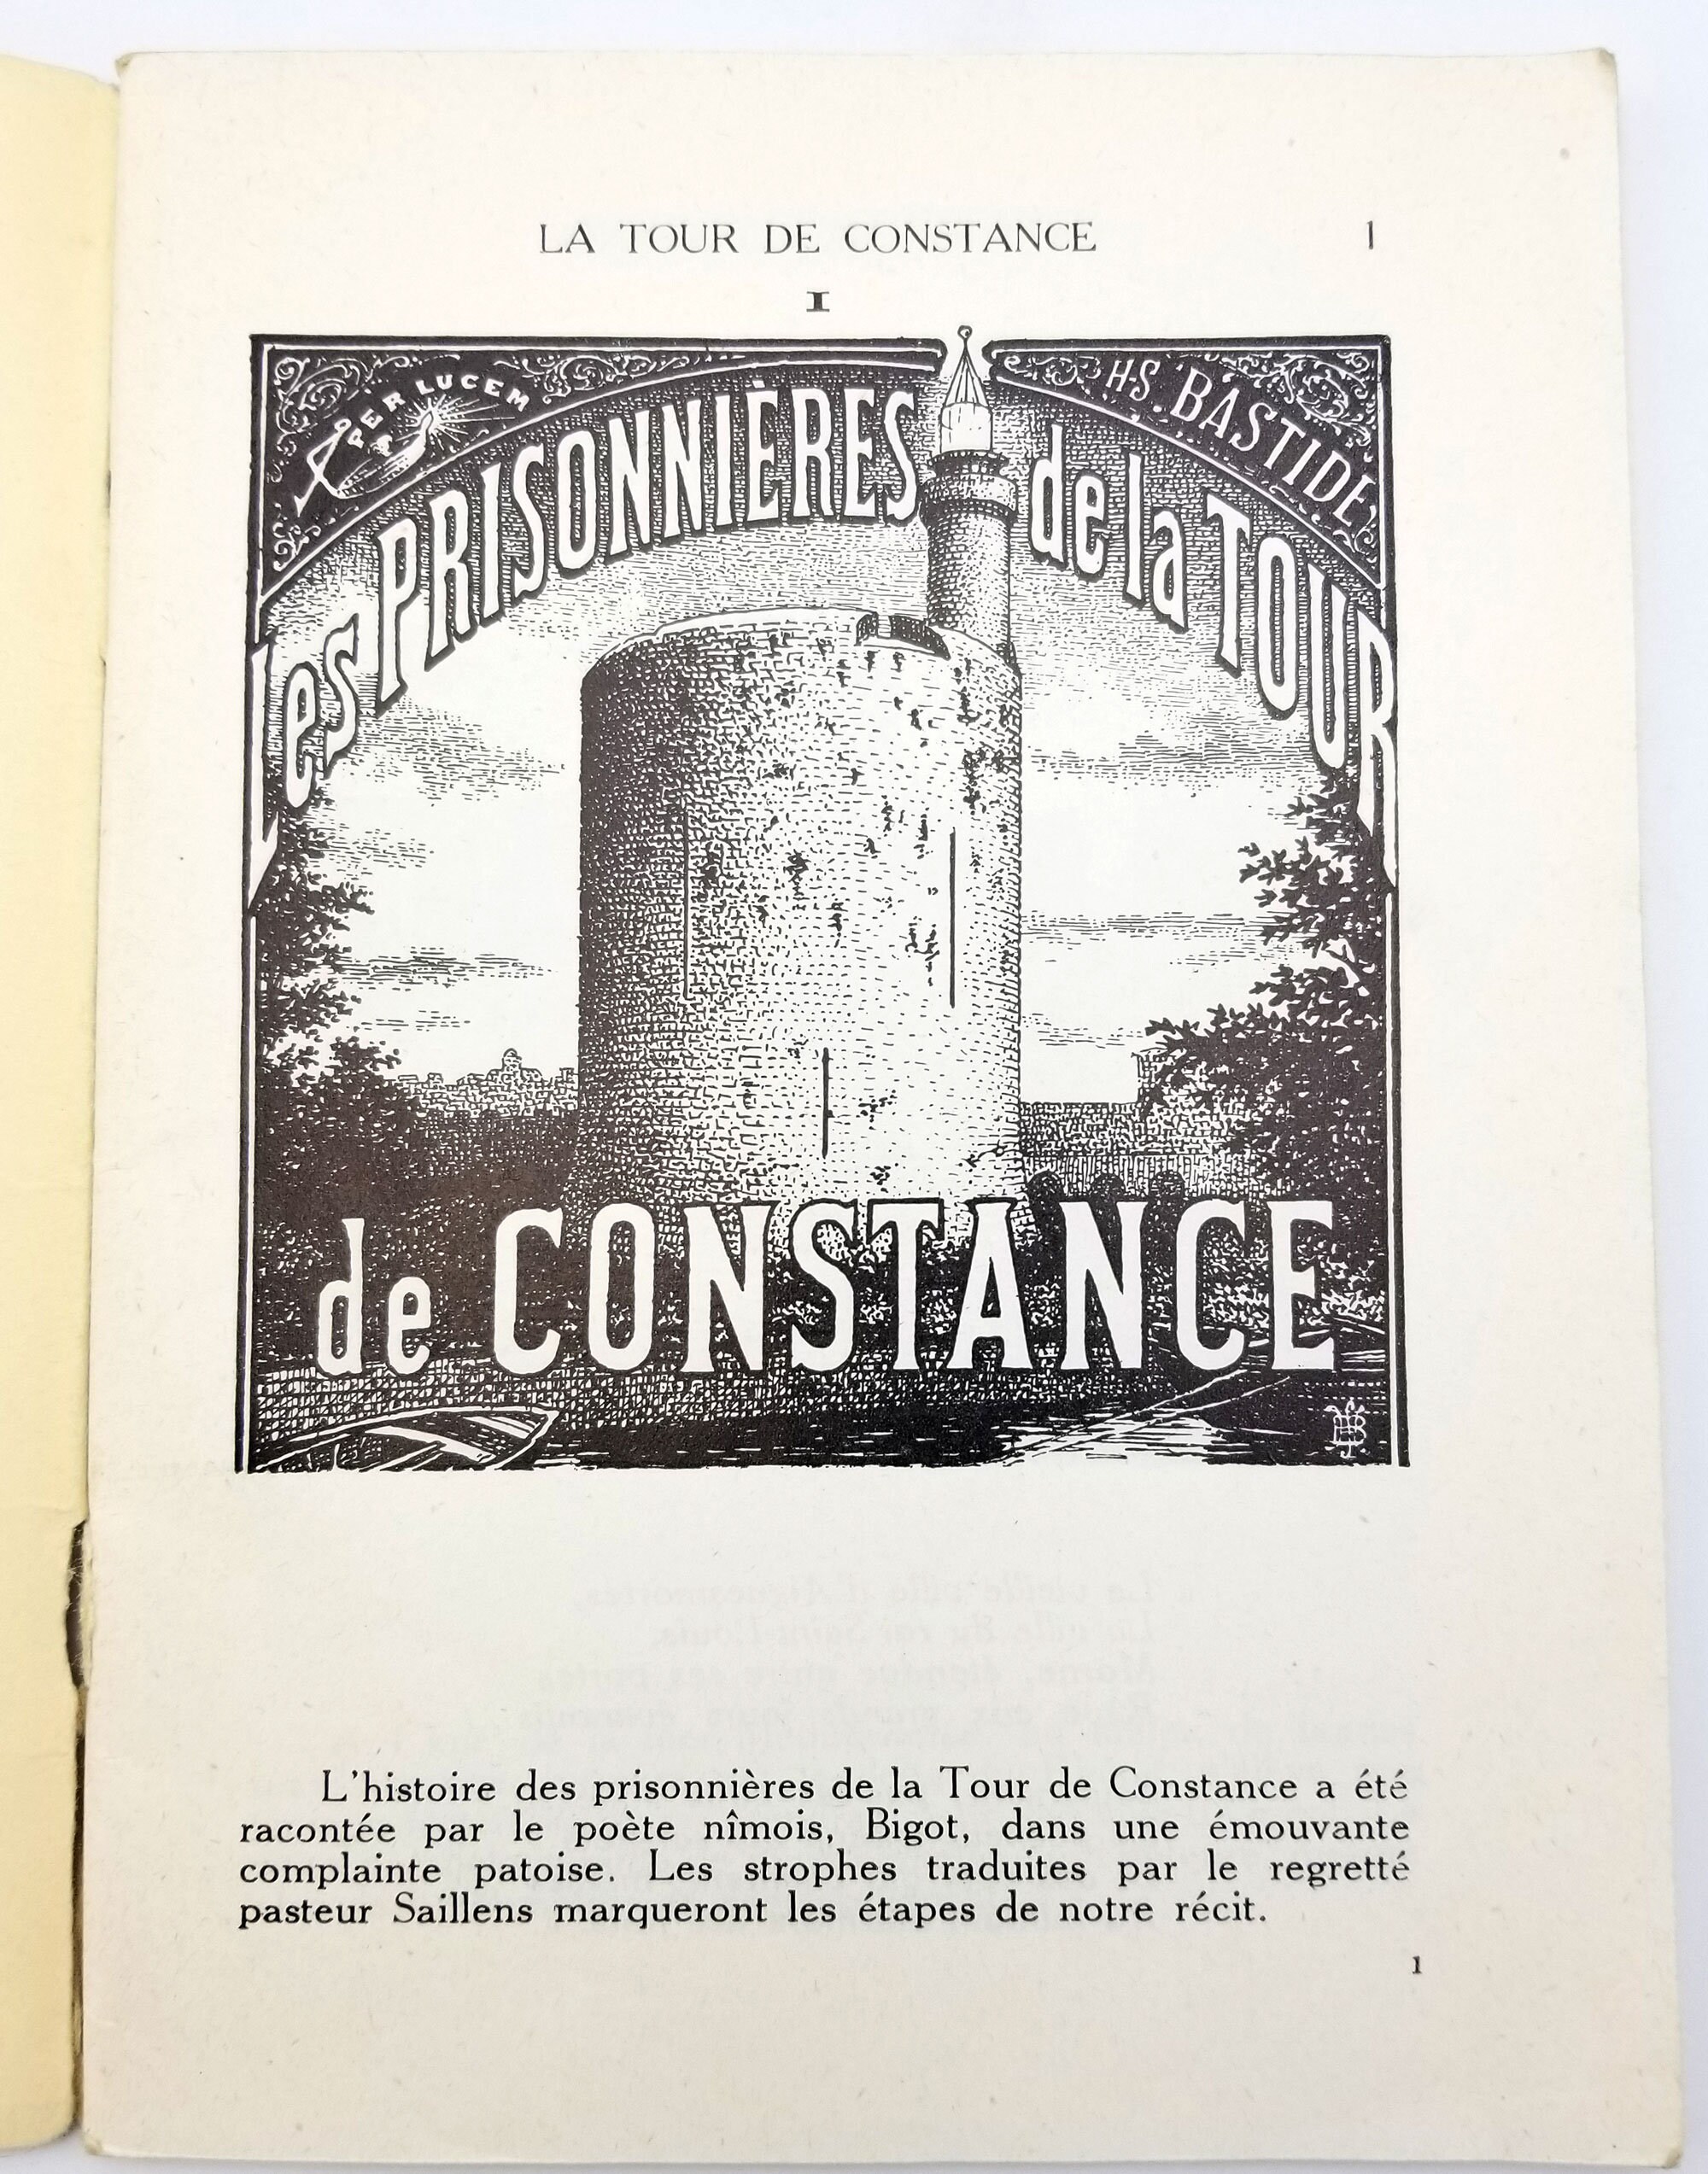 LA TOUR DE CONSTANCE 1
I
PER LUCEM
H-S. BASTIDE
Les PRISONNIÈRES de la TOUR
de CONSTANCE
L'histoire des prisonnières de la Tour de Constance a été
racontée par le poète nîmois, Bigot, dans une émouvante
complainte patoise. Les strophes traduites par le regretté
pasteur Saillens marqueront les étapes de notre récit.
1